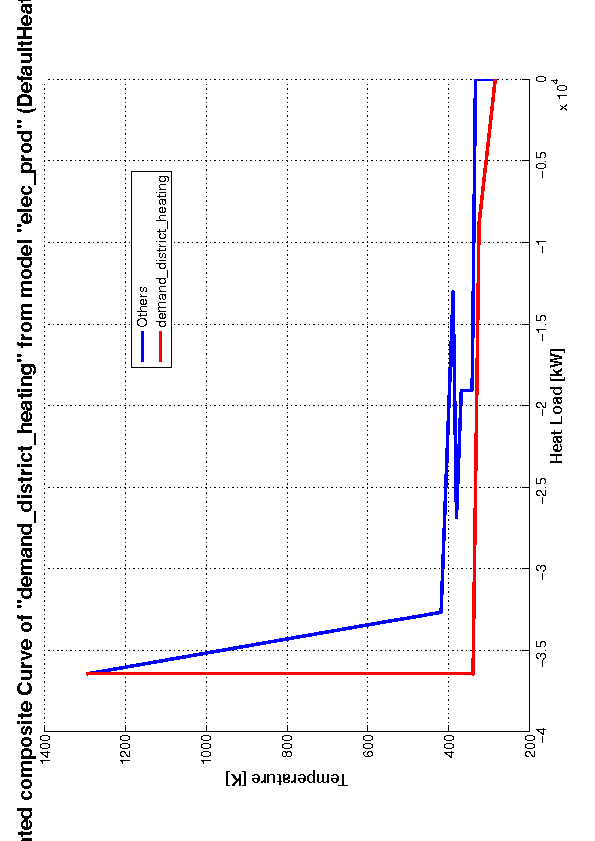 ted composite Curve of "demand_district_heating" from model "elec_prod" (DefaultHeat
1400
1200
1000
800
600
400
200
Temperature [K]
Others
demand_district_heating
-4
-3.5
-3
-2.5
-2
-1.5
-1
-0.5
0
x 10^4
Heat Load [kW]